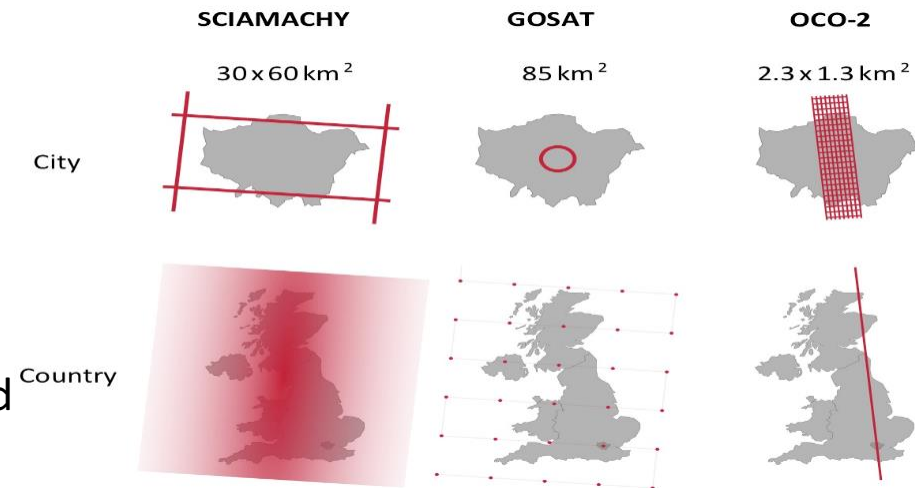 SCIAMACHY GOSAT OCO-2
30 x 60 km² 85 km² 2.3 x 1.3 km²
City
Country
d